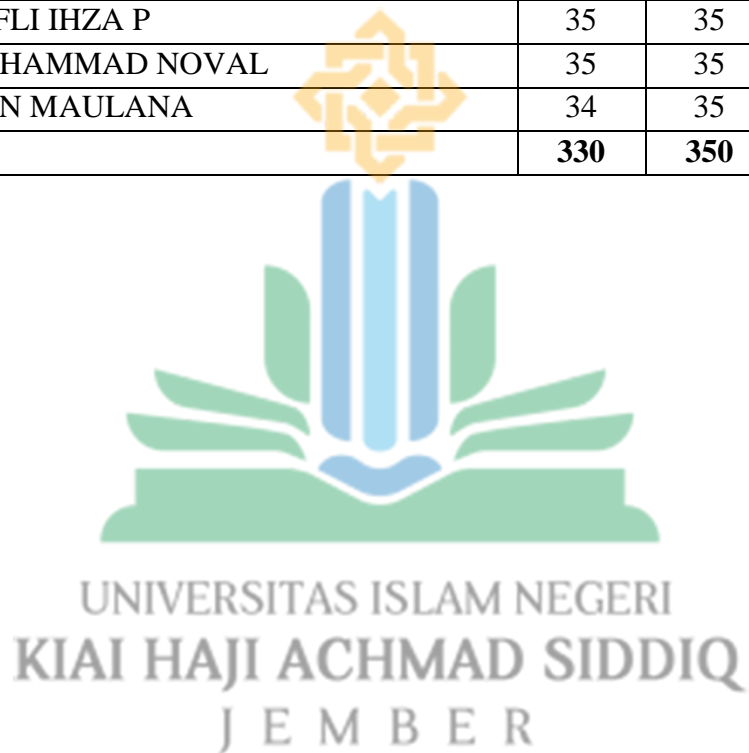 FLI IHZA P 35 35
HAMMAD NOVAL 35 35
N MAULANA 34 35
330 350
UNIVERSITAS ISLAM NEGERI
KIAI HAJI ACHMAD SIDDIQ
J E M B E R